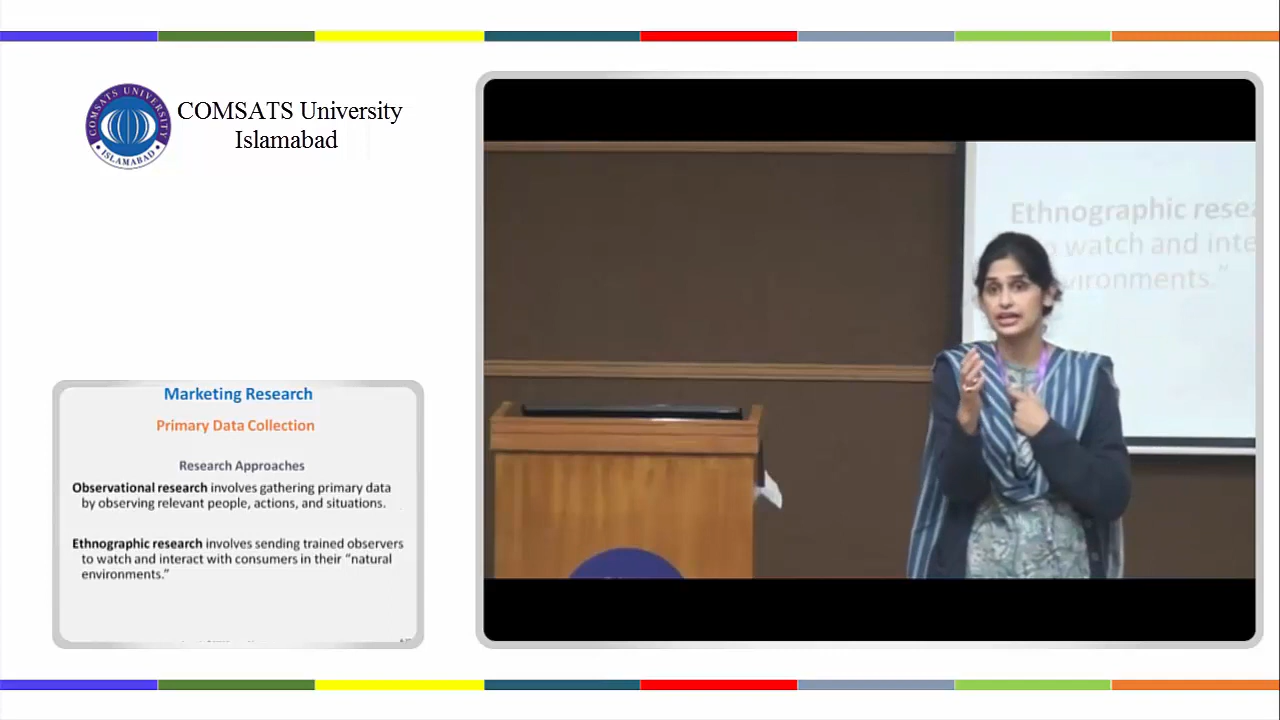 COMSATS UNIVERSITY
ISLAMABAD
COMSATS University
Islamabad
Ethnographic rese
watch and inte
vironments."
Marketing Research
Primary Data Collection
Research Approaches
Observational research involves gathering primary data
by observing relevant people, actions, and situations.
Ethnographic research involves sending trained observers
to watch and interact with consumers in their “natural
environments.”